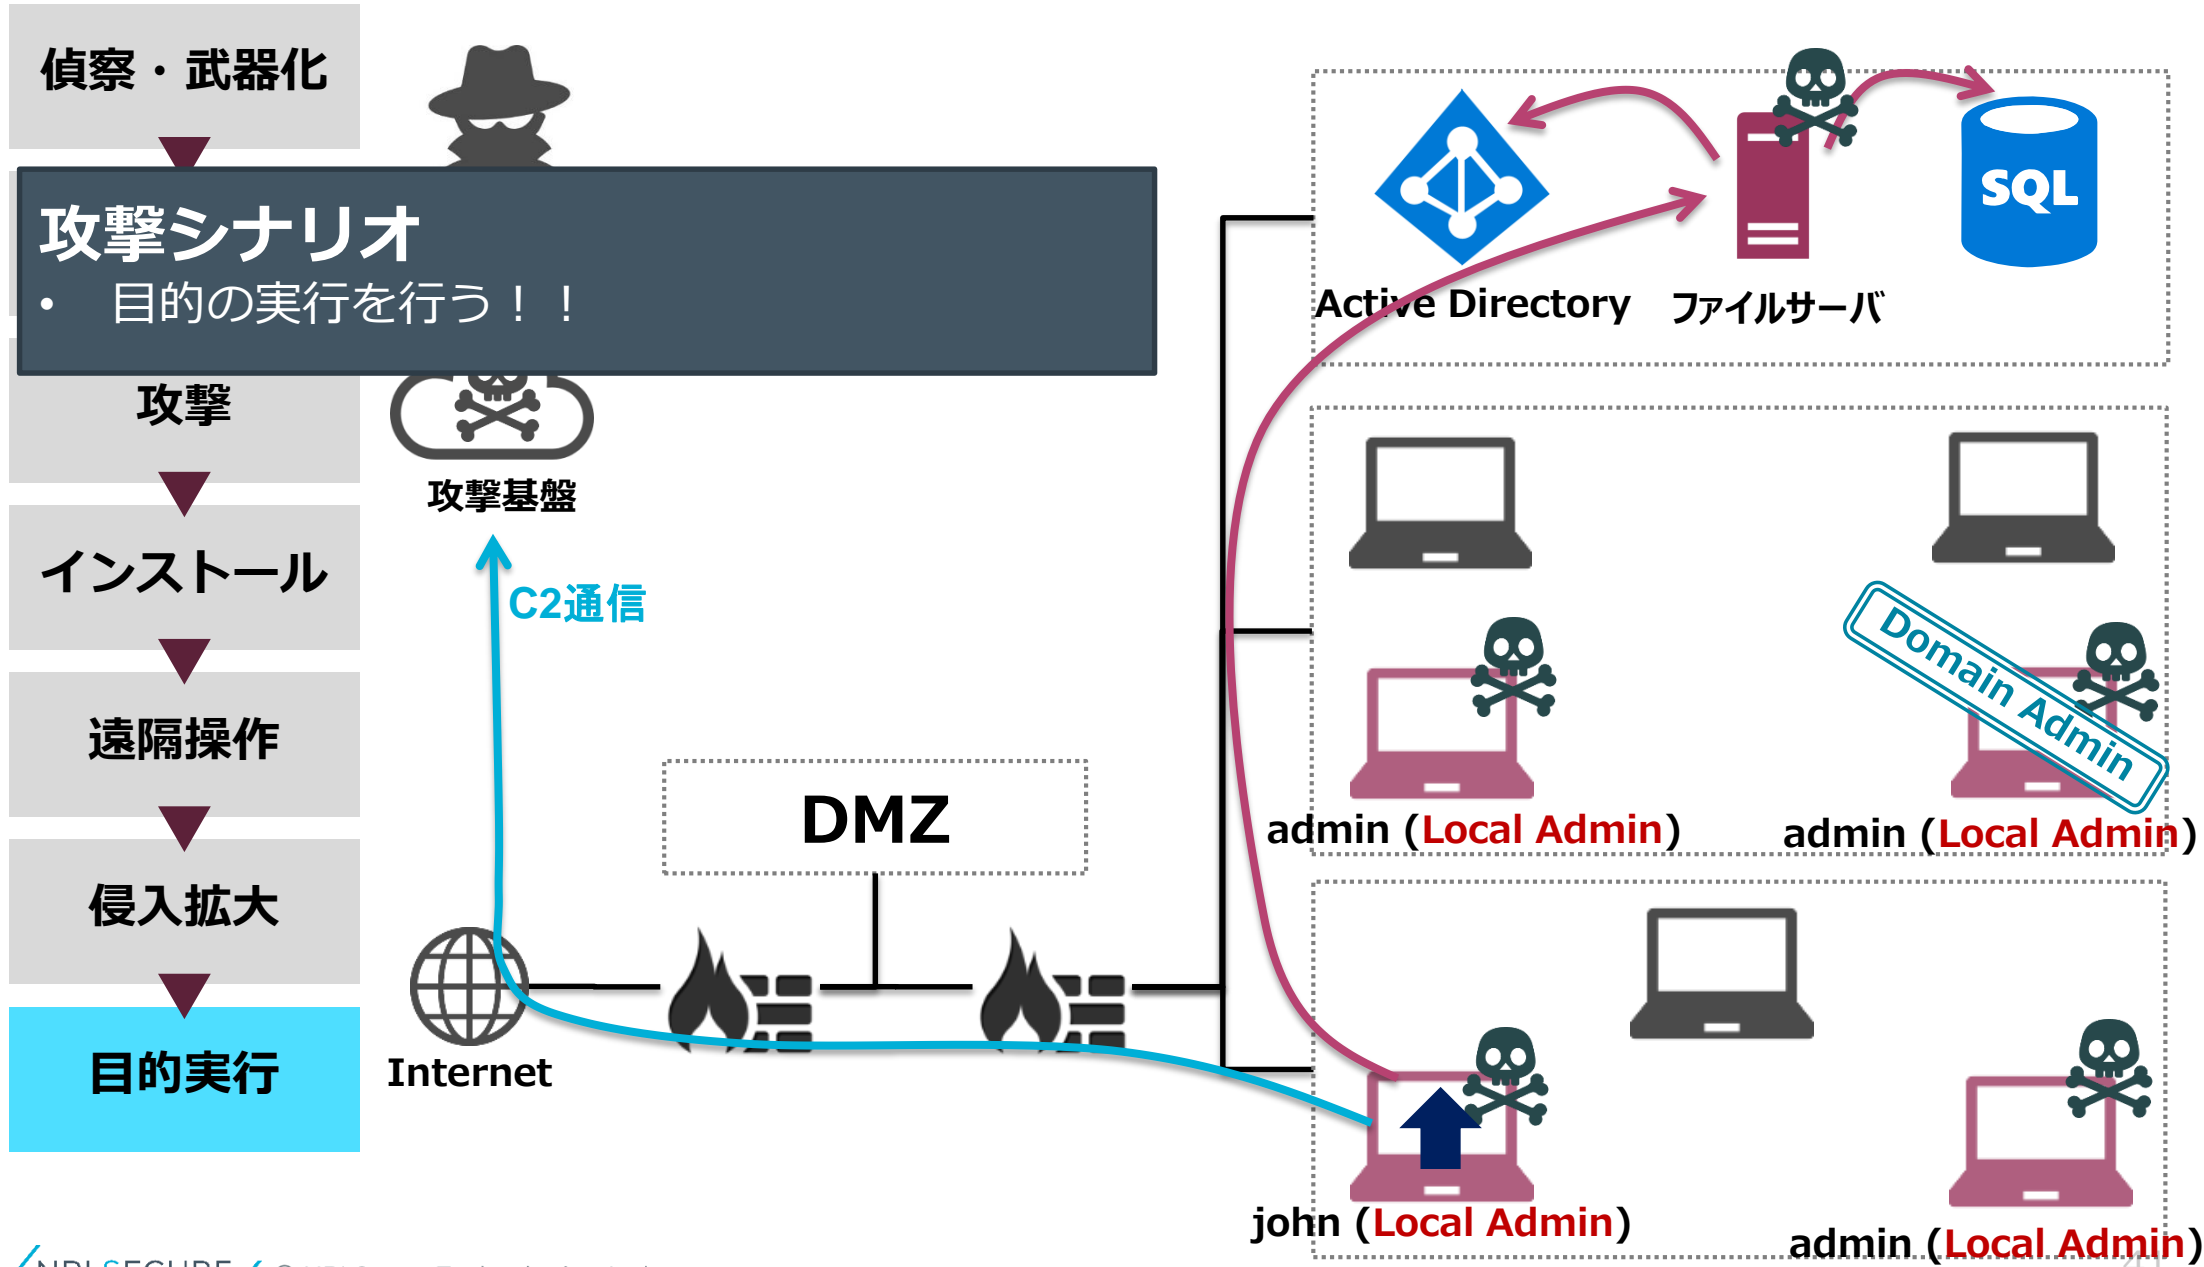 偵察・武器化
攻撃シナリオ
• 目的の実行を行う！！
攻撃
インストール
遠隔操作
侵入拡大
目的実行
攻撃基盤
C2通信
DMZ
Internet
Active Directory
ファイルサーバ
SQL
Domain Admin
admin (Local Admin)
admin (Local Admin)
john (Local Admin)
admin (Local Admin)